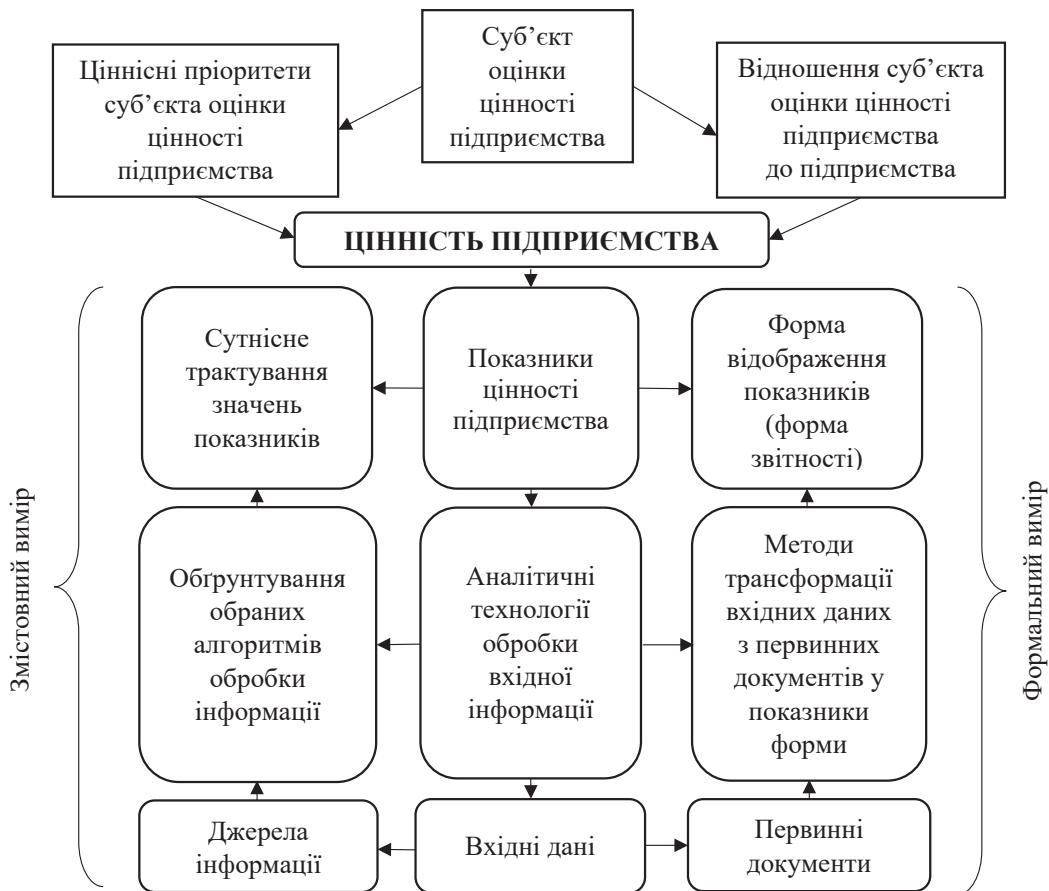 Ціннісні пріоритети
суб’єкта оцінки
цінності
підприємства
Суб’єкт
оцінки
цінності
підприємства
Відношення суб’єкта
оцінки цінності
підприємства
до підприємства
ЦІННІСТЬ ПІДПРИЄМСТВА
Змістовний вимір
Сутнісне
трактування
значень
показників
Показники
цінності
підприємства
Форма
відображення
показників
(форма
звітності)
Обґрунтування
обраних
алгоритмів
обробки
інформації
Аналітичні
технології
обробки
вхідної
інформації
Методи
трансформації
вхідних даних
з первинних
документів у
показники
форми
Джерела
інформації
Вхідні дані
Первинні
документи
Формальний вимір